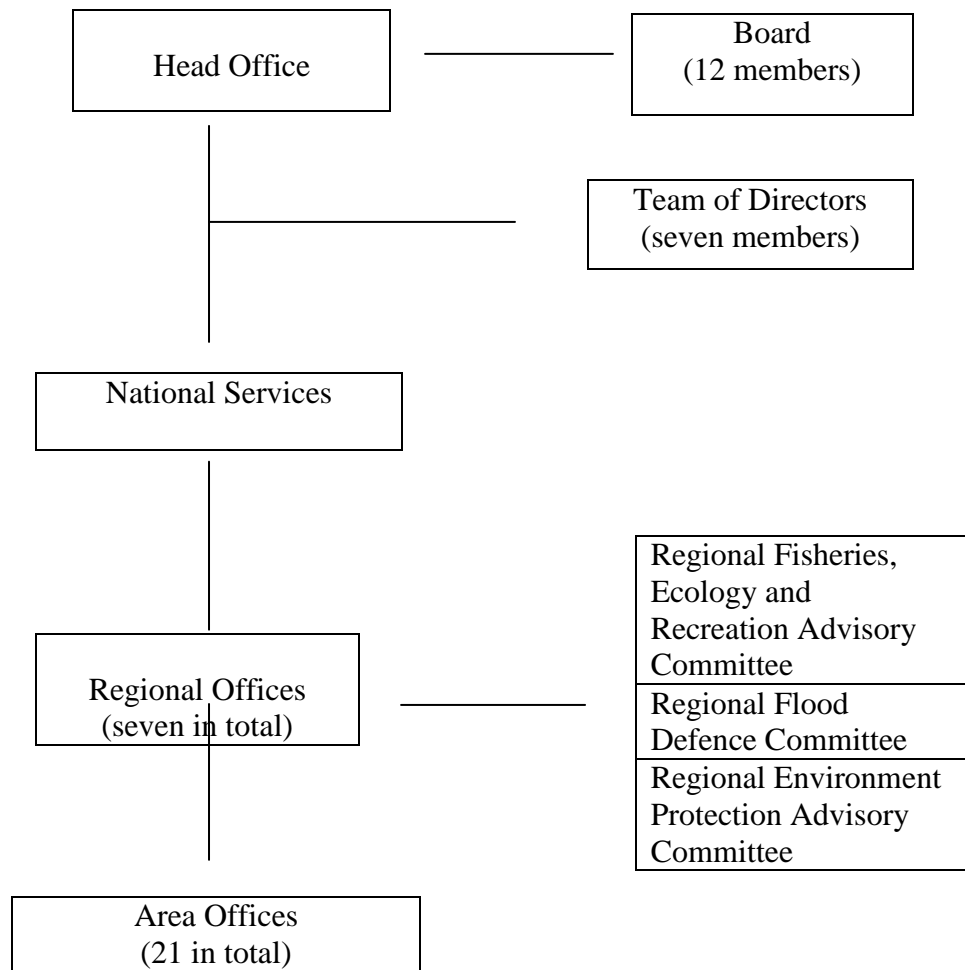 Head Office
Board
(12 members)
Team of Directors
(seven members)
National Services
Regional Fisheries,
Ecology and
Recreation Advisory
Committee
Regional Offices
(seven in total)
Regional Flood
Defence Committee
Regional Environment
Protection Advisory
Committee
Area Offices
(21 in total)